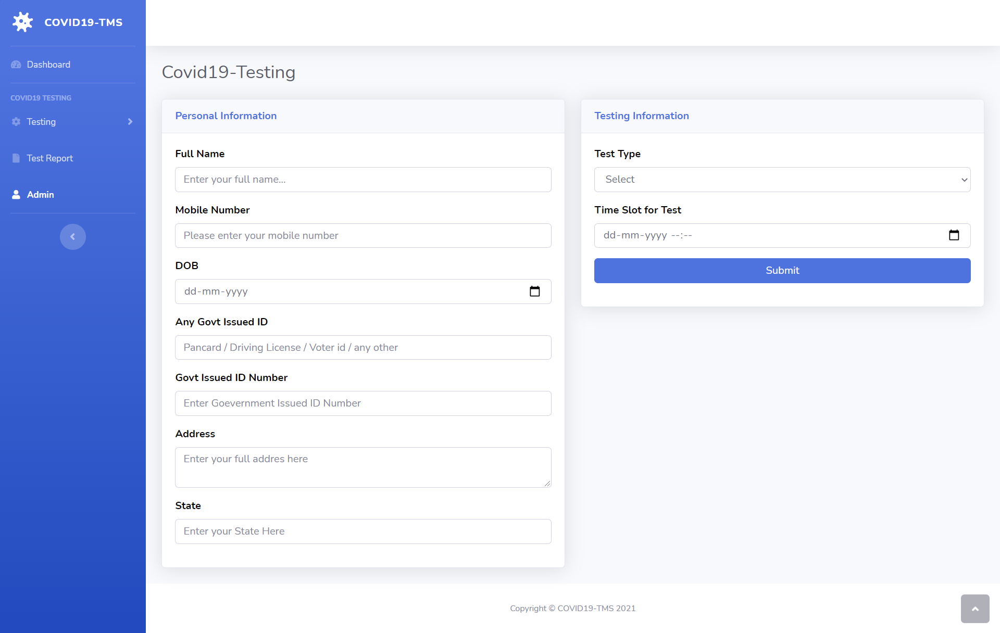 COVID19-TMS
Dashboard
COVID19 TESTING
Testing
Test Report
Admin
Covid19-Testing
Personal Information
Full Name
Enter your full name...
Mobile Number
Please enter your mobile number
DOB
dd-mm-yyyy
Any Govt Issued ID
Pancard / Driving License / Voter id / any other
Govt Issued ID Number
Enter Goevernment Issued ID Number
Address
Enter your full addres here
State
Enter your State Here
Testing Information
Test Type
Select
Time Slot for Test
dd-mm-yyyy --:--
Submit
Copyright © COVID19-TMS 2021